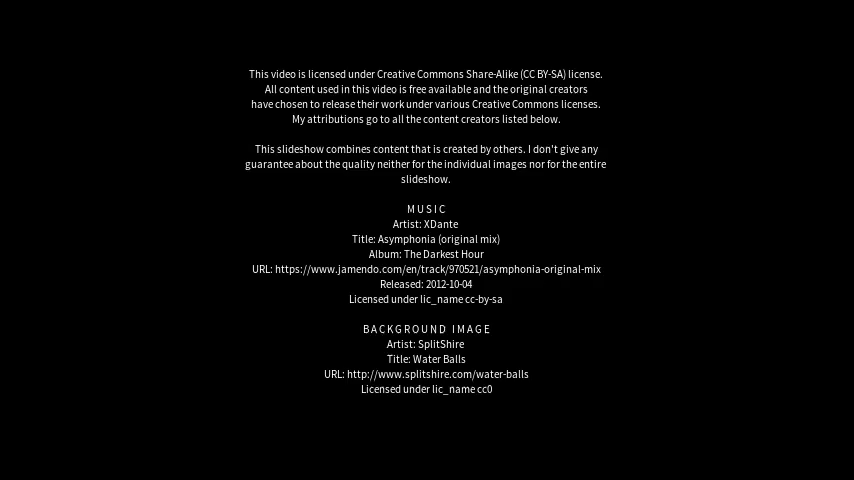 This video is licensed under Creative Commons Share-Alike (CC BY-SA) license.
All content used in this video is free available and the original creators
have chosen to release their work under various Creative Commons licenses.
My attributions go to all the content creators listed below.
This slideshow combines content that is created by others. I don't give any
guarantee about the quality neither for the individual images nor for the entire
slideshow.
MUSIC
Artist: XDante
Title: Asymphonia (original mix)
Album: The Darkest Hour
URL: https://www.jamendo.com/en/track/970521/asymphonia-original-mix
Released: 2012-10-04
Licensed under lic_name cc-by-sa
BACKGROUND IMAGE
Artist: SplitShire
Title: Water Balls
URL: http://www.splitshire.com/water-balls
Licensed under lic_name cc0